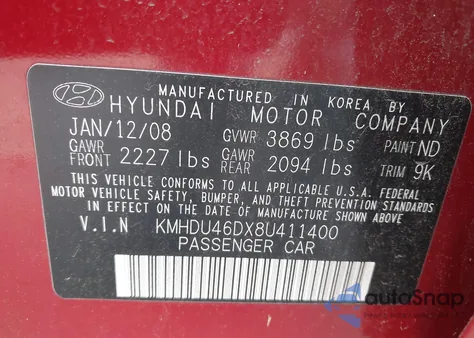 MANUFACTURED IN KOREA BY
HYUNDAI MOTOR COMPANY
JAN/12/08 GVWR 3869 lbs PAINT ND
GAWR FRONT 2227 lbs GAWR REAR 2094 lbs TRIM 9K
THIS VEHICLE CONFORMS TO ALL APPLICABLE U.S.A. FEDERAL
MOTOR VEHICLE SAFETY, BUMPER, AND THEFT PREVENTION STANDARDS
IN EFFECT ON THE DATE OF MANUFACTURE SHOWN ABOVE.
V.I.N KMHDU46DX8U411400
PASSENGER CAR
autoSnap